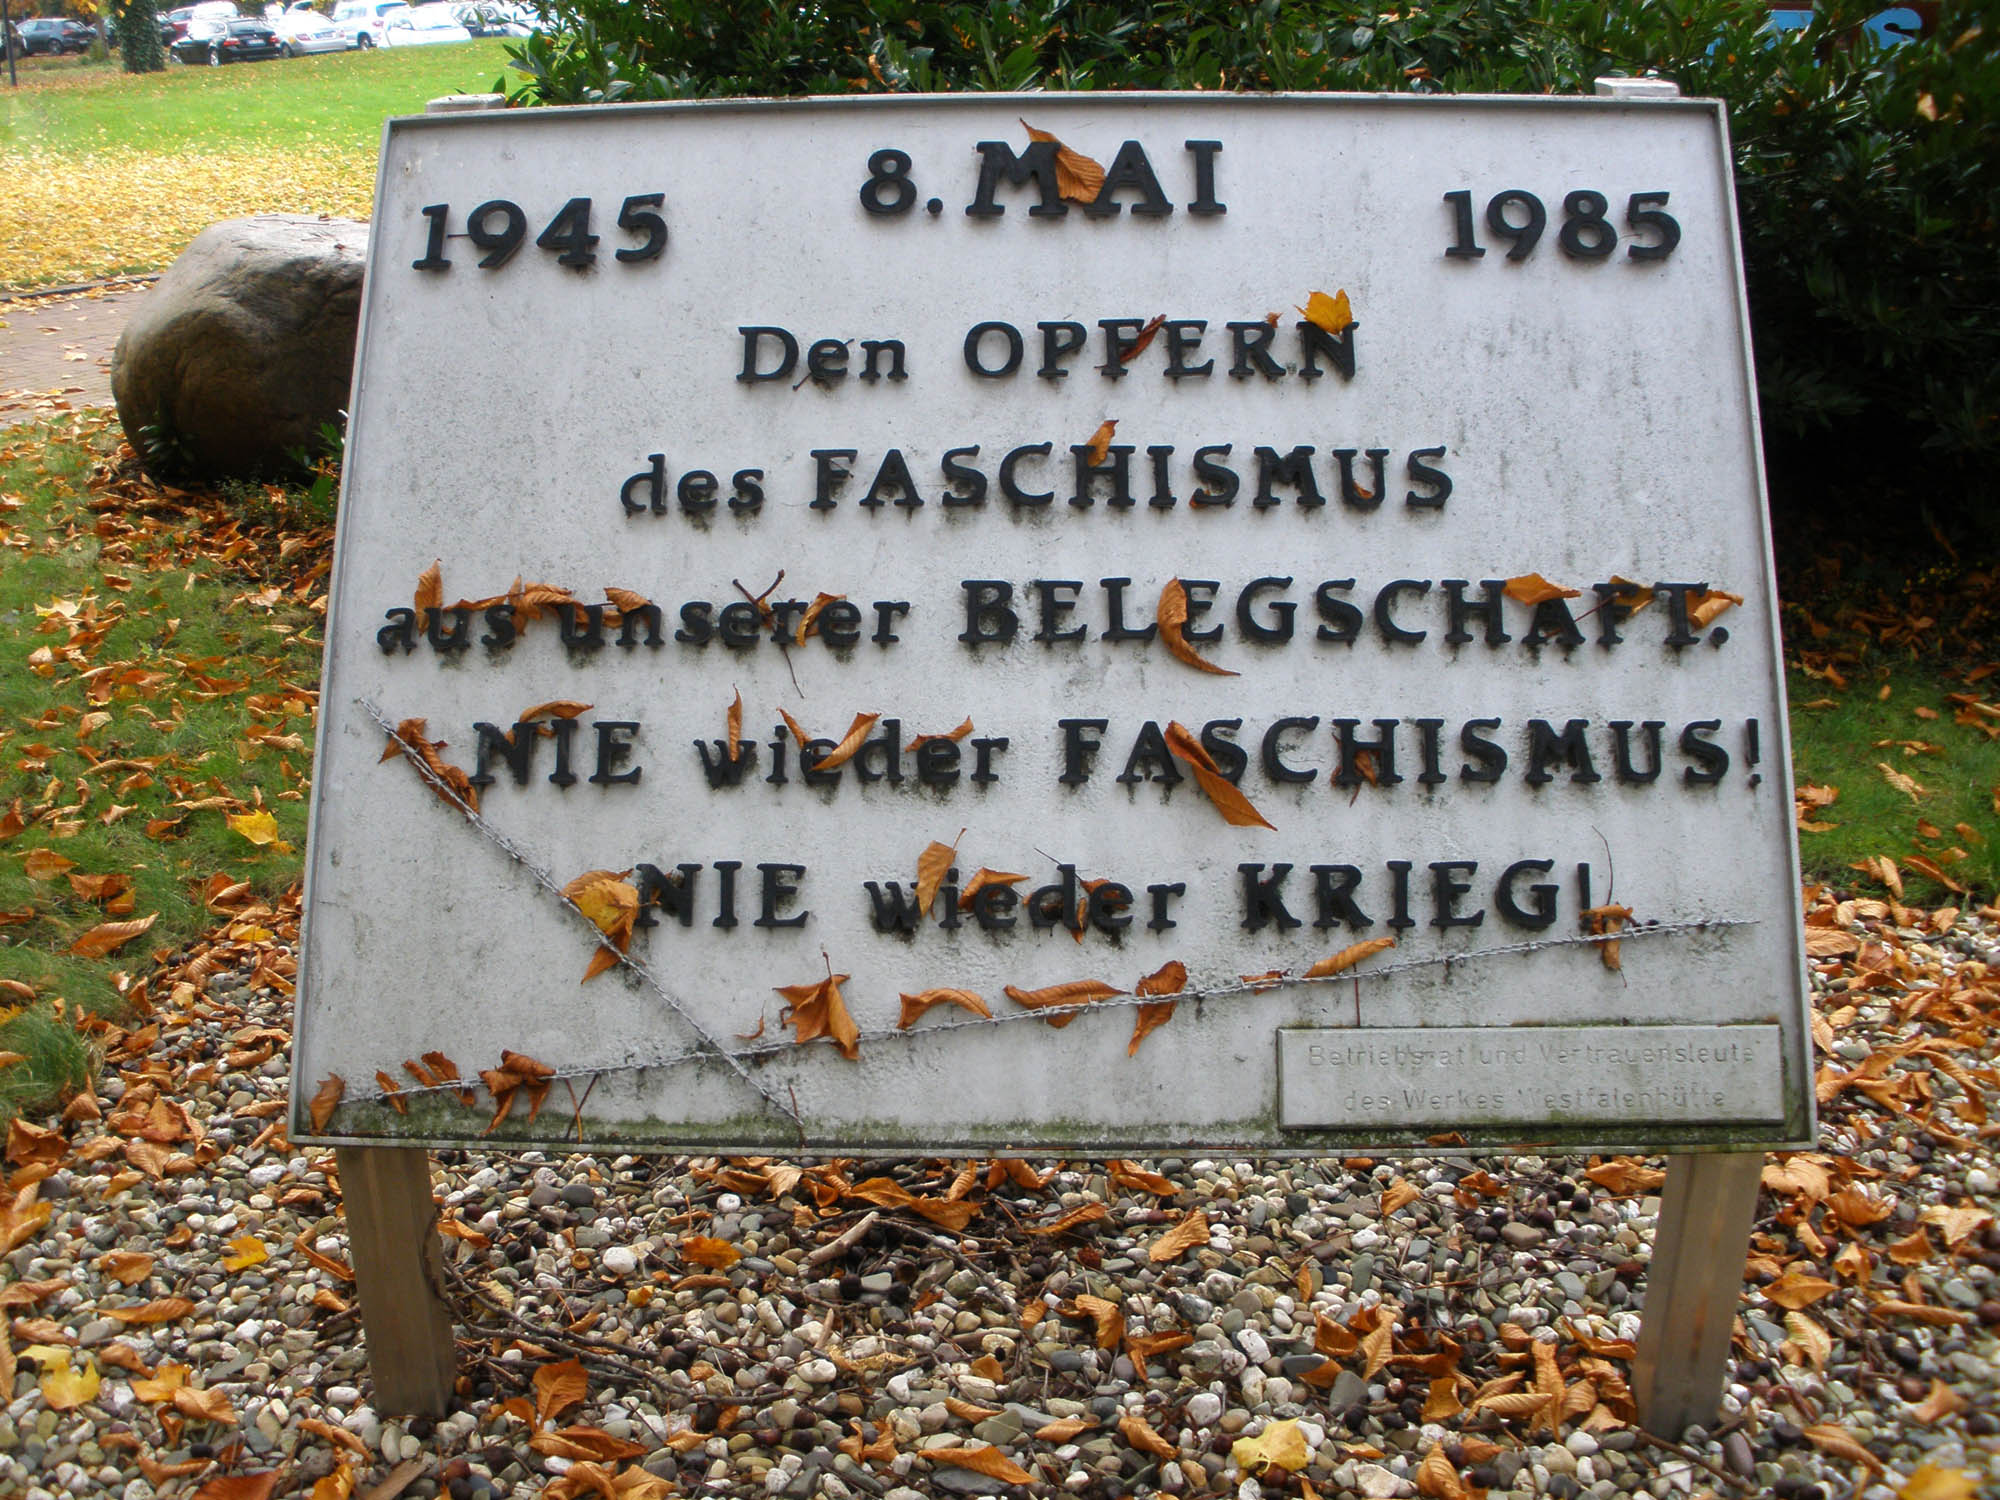 8. MAI
1945 1985
Den OPFERN
des FASCHISMUS
aus unserer BELEGSCHAFT.
NIE wieder FASCHISMUS!
NIE wieder KRIEG!
Betriebsrat und Vertrauensleute
des Werkes Westfalenhütte